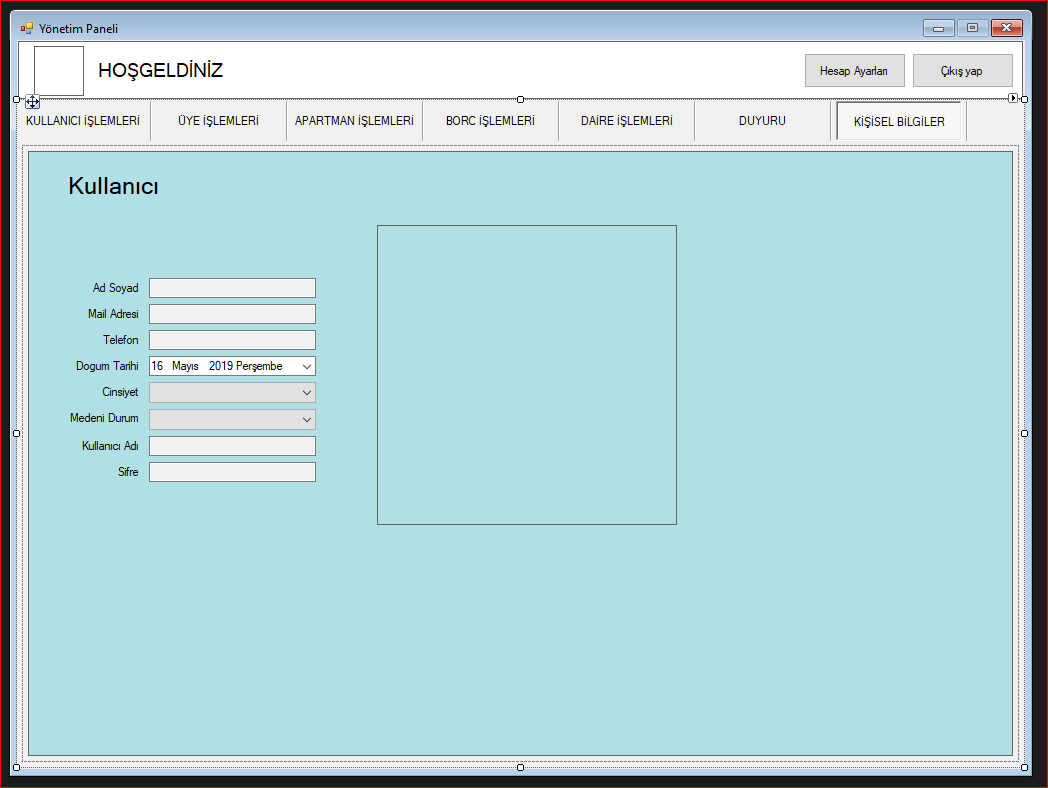 Yönetim Paneli
HOŞGELDİNİZ
Hesap Ayarları
Çıkış yap
KULLANICI İŞLEMLERİ
ÜYE İŞLEMLERİ
APARTMAN İŞLEMLERİ
BORC İŞLEMLERİ
DAİRE İŞLEMLERİ
DUYURU
KİŞİSEL BİLGİLER
Kullanıcı
Ad Soyad
Mail Adresi
Telefon
Dogum Tarihi 16 Mayıs 2019 Perşembe
Cinsiyet
Medeni Durum
Kullanıcı Adı
Sifre